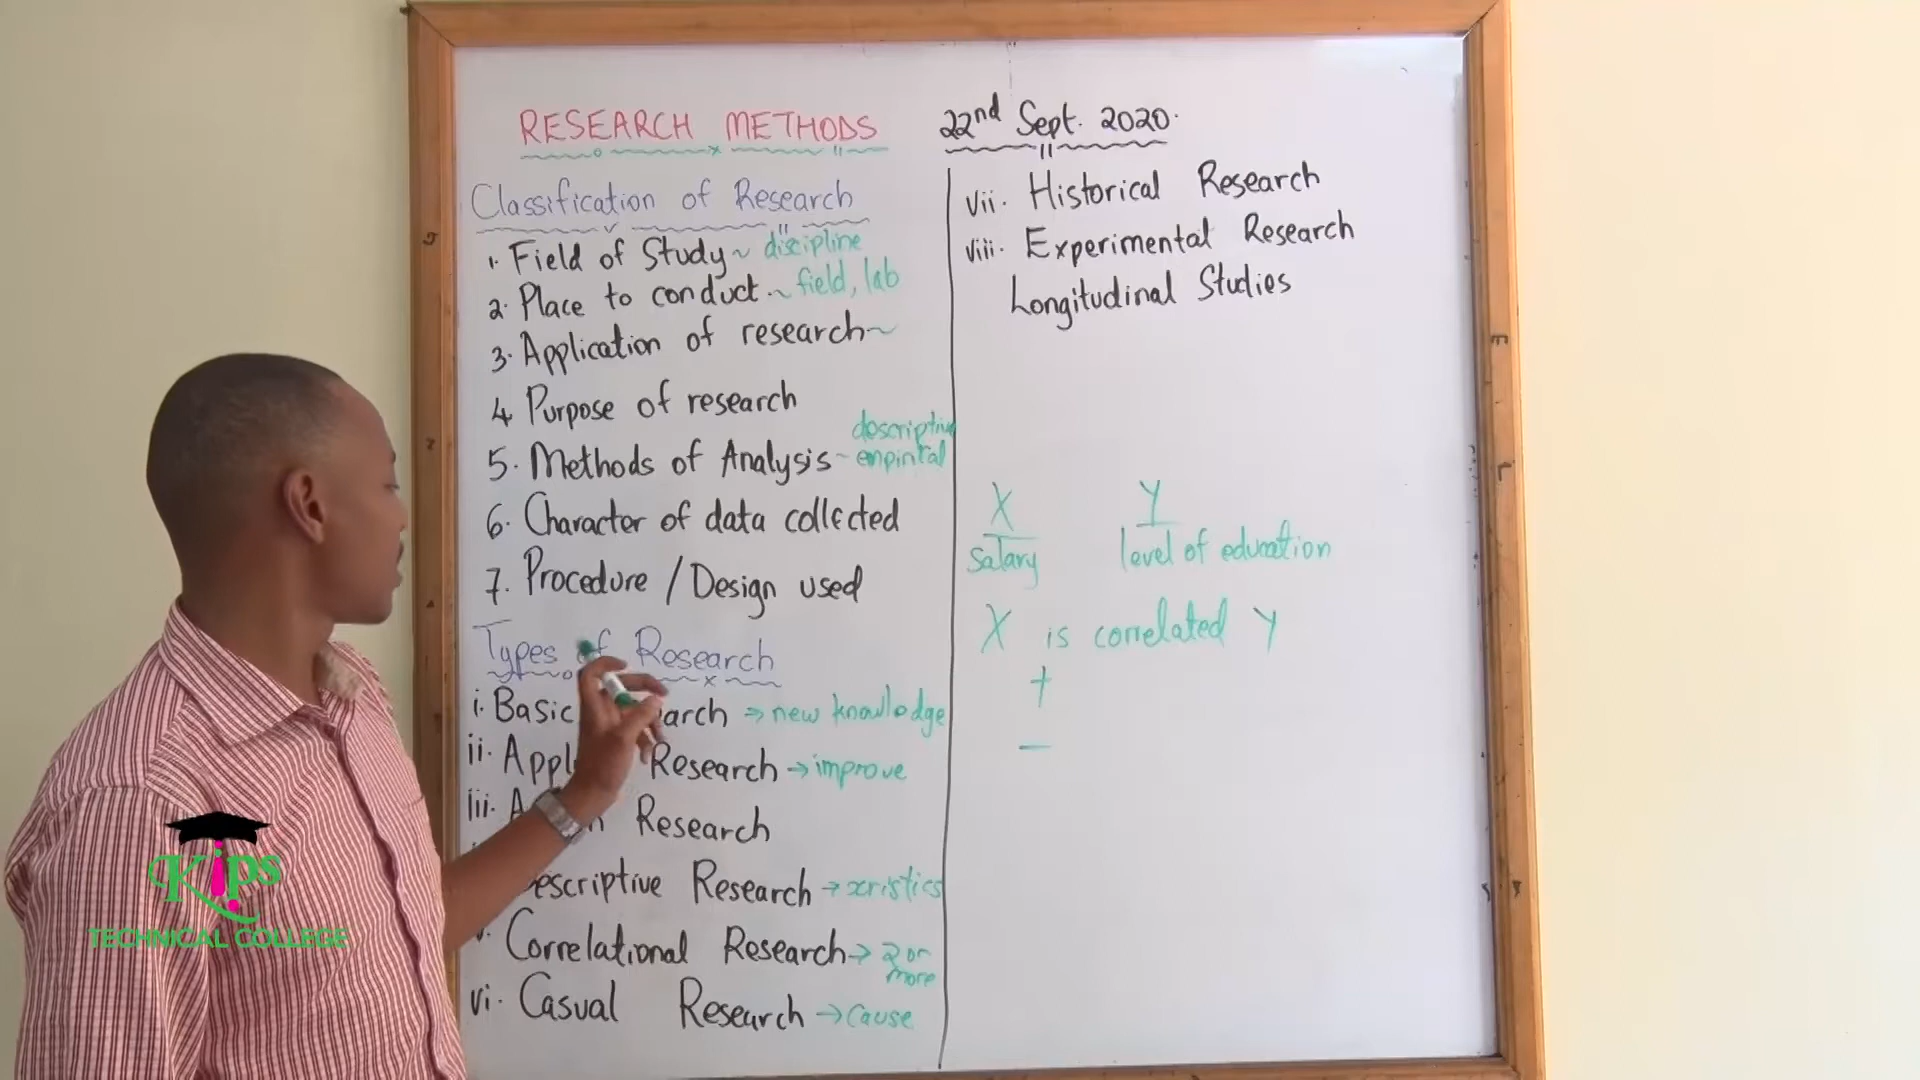 RESEARCH METHODS
22nd Sept. 2020.
Classification of Research
1. Field of Study ~ discipline
2. Place to conduct. ~ field, lab
3. Application of research ~
4 Purpose of research
5. Methods of Analysis - descriptive
empirital
6. Character of data collected
7. Procedure / Design used
Types of Research
i. Basic arch → new knowledge
ii. Appl Research → improve
iii. Research
escriptive Research → xristics
v. Correlational Research → 2 or
more
vi. Casual Research → cause
vii. Historical Research
viii. Experimental Research
Longitudinal Studies
X Y
Salary level of education
X is correlated Y
+
−
Kips
TECHNICAL COLLEGE